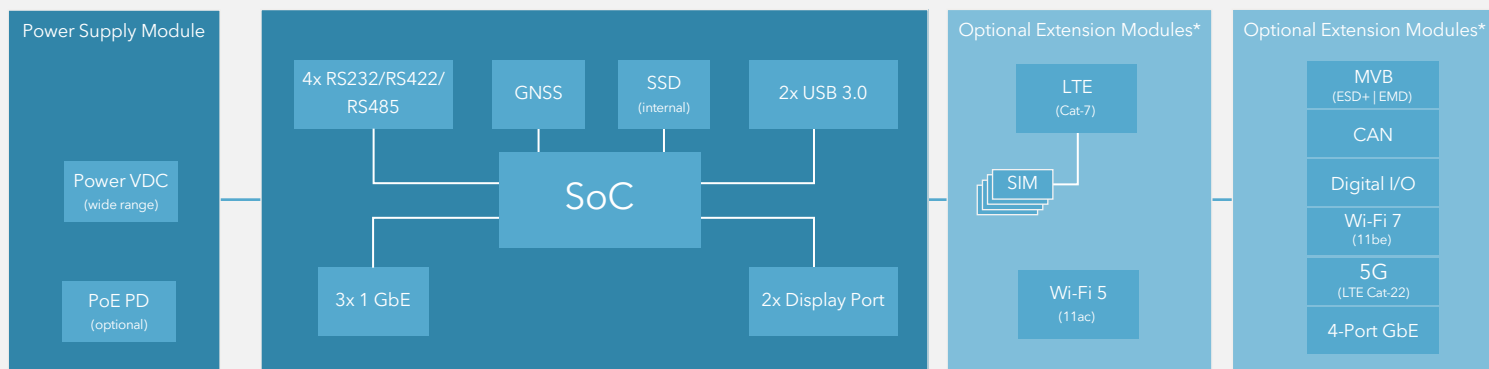 Power Supply Module
Power VDC
(wide range)
PoE PD
(optional)
4x RS232/RS422/
RS485
GNSS
SSD
(internal)
2x USB 3.0
SoC
3x 1 GbE
2x Display Port
Optional Extension Modules*
LTE
(Cat-7)
SIM
Wi-Fi 5
(11ac)
Optional Extension Modules*
MVB
(ESD+ | EMD)
CAN
Digital I/O
Wi-Fi 7
(11be)
5G
(LTE Cat-22)
4-Port GbE